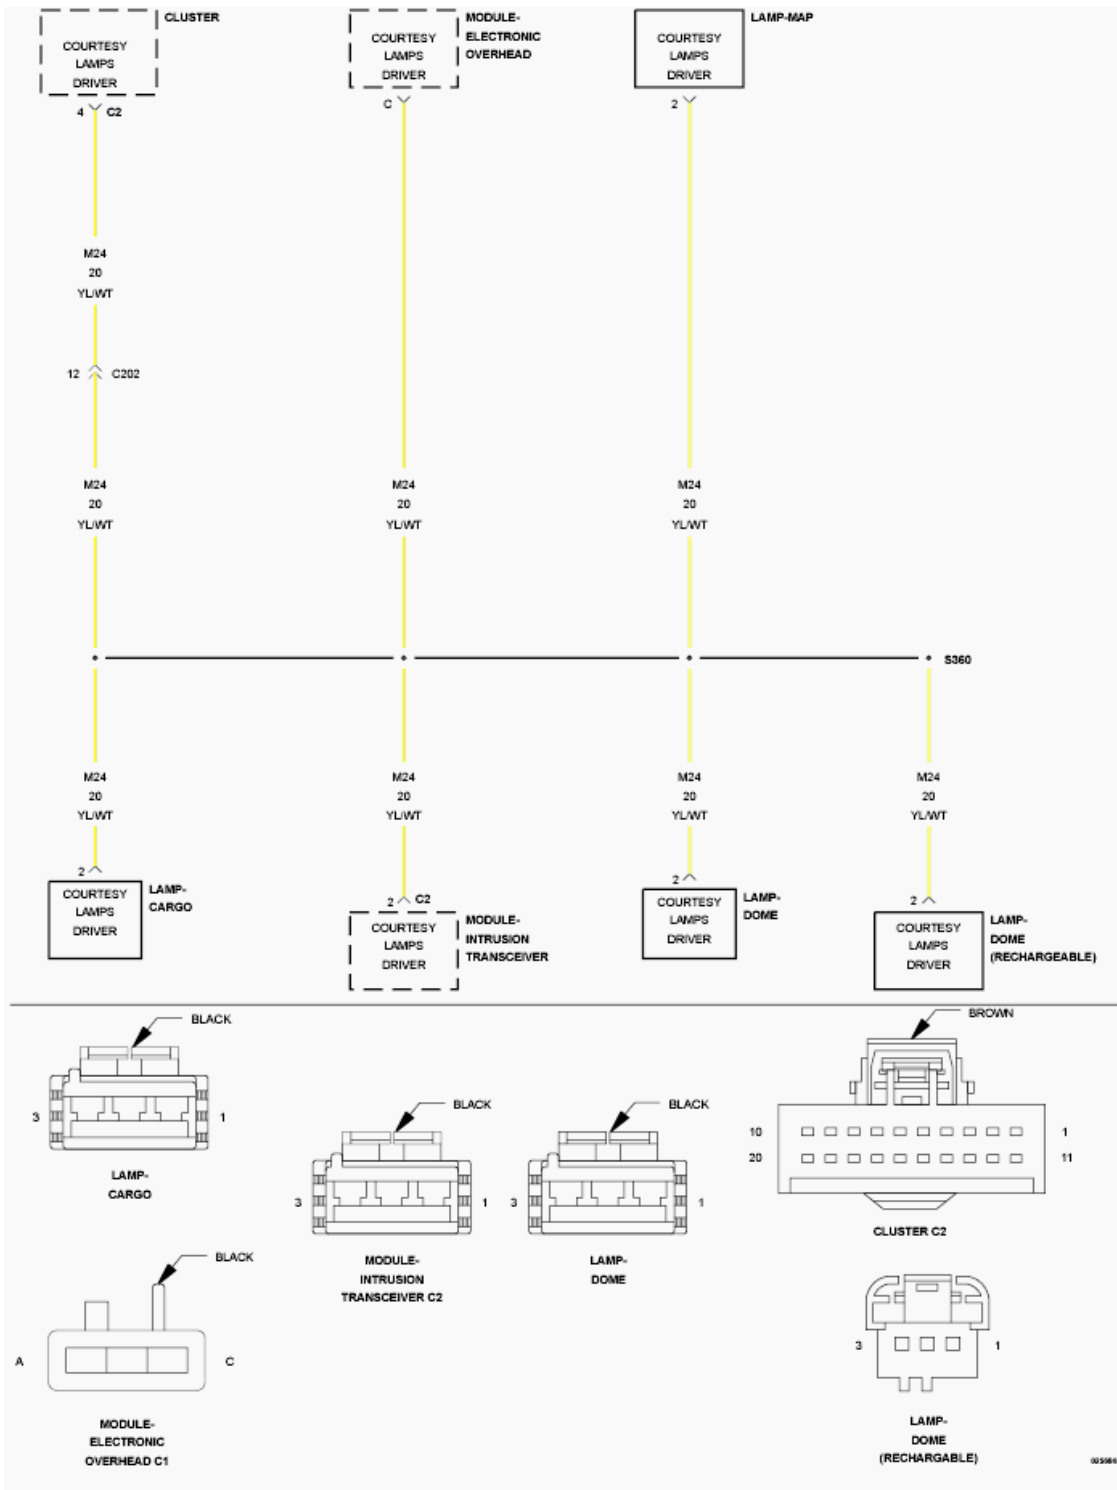 CLUSTER
COURTESY
LAMPS
DRIVER
4
C2
MODULE-
ELECTRONIC
OVERHEAD
COURTESY
LAMPS
DRIVER
C
LAMP-MAP
COURTESY
LAMPS
DRIVER
2
M24
20
YL/WT
12
C202
M24
20
YL/WT
M24
20
YL/WT
M24
20
YL/WT
S360
M24
20
YL/WT
M24
20
YL/WT
M24
20
YL/WT
M24
20
YL/WT
2
COURTESY
LAMPS
DRIVER
LAMP-
CARGO
2
C2
COURTESY
LAMPS
DRIVER
MODULE-
INTRUSION
TRANSCEIVER
2
COURTESY
LAMPS
DRIVER
LAMP-
DOME
2
COURTESY
LAMPS
DRIVER
LAMP-
DOME
(RECHARGEABLE)
BLACK
3
1
LAMP-
CARGO
BLACK
3
1
MODULE-
INTRUSION
TRANSCEIVER C2
BLACK
3
1
LAMP-
DOME
BROWN
10
1
20
11
CLUSTER C2
BLACK
A
C
MODULE-
ELECTRONIC
OVERHEAD C1
3
1
LAMP-
DOME
(RECHARGABLE)